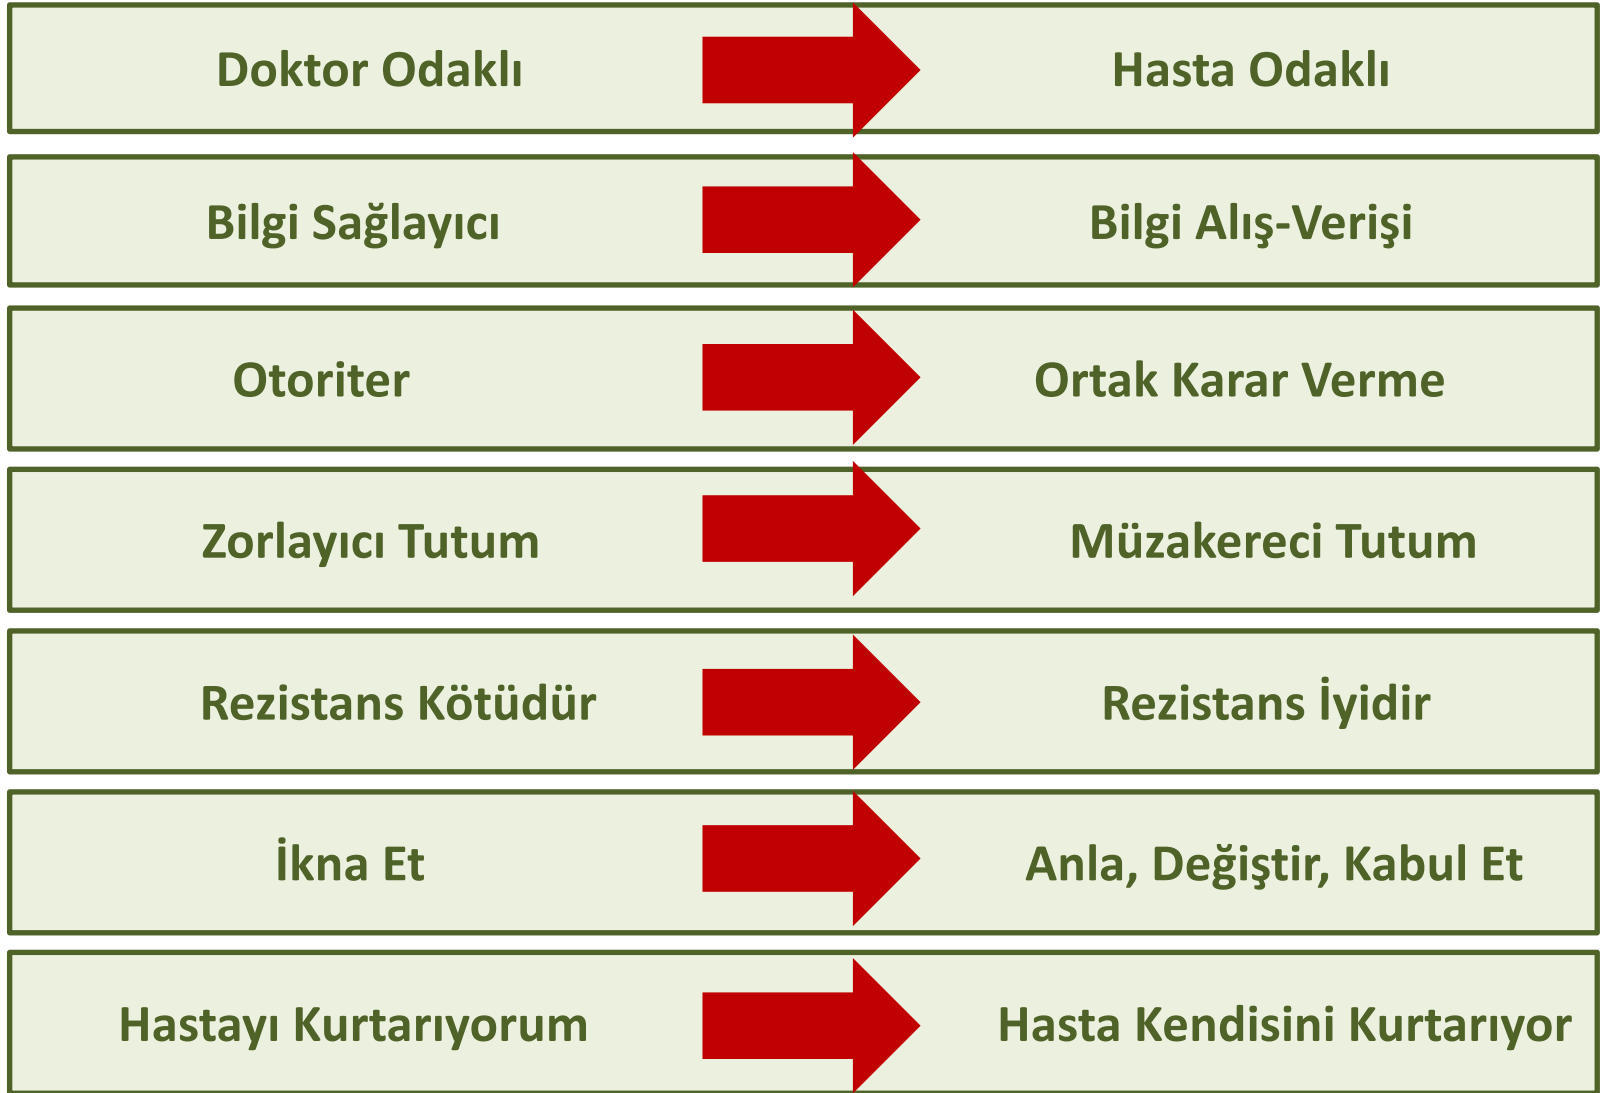 Doktor Odaklı Hasta Odaklı
Bilgi Sağlayıcı Bilgi Alış-Verişi
Otoriter Ortak Karar Verme
Zorlayıcı Tutum Müzakereci Tutum
Rezistans Kötüdür Rezistans İyidir
İkna Et Anla, Değiştir, Kabul Et
Hastayı Kurtarıyorum Hasta Kendisini Kurtarıyor